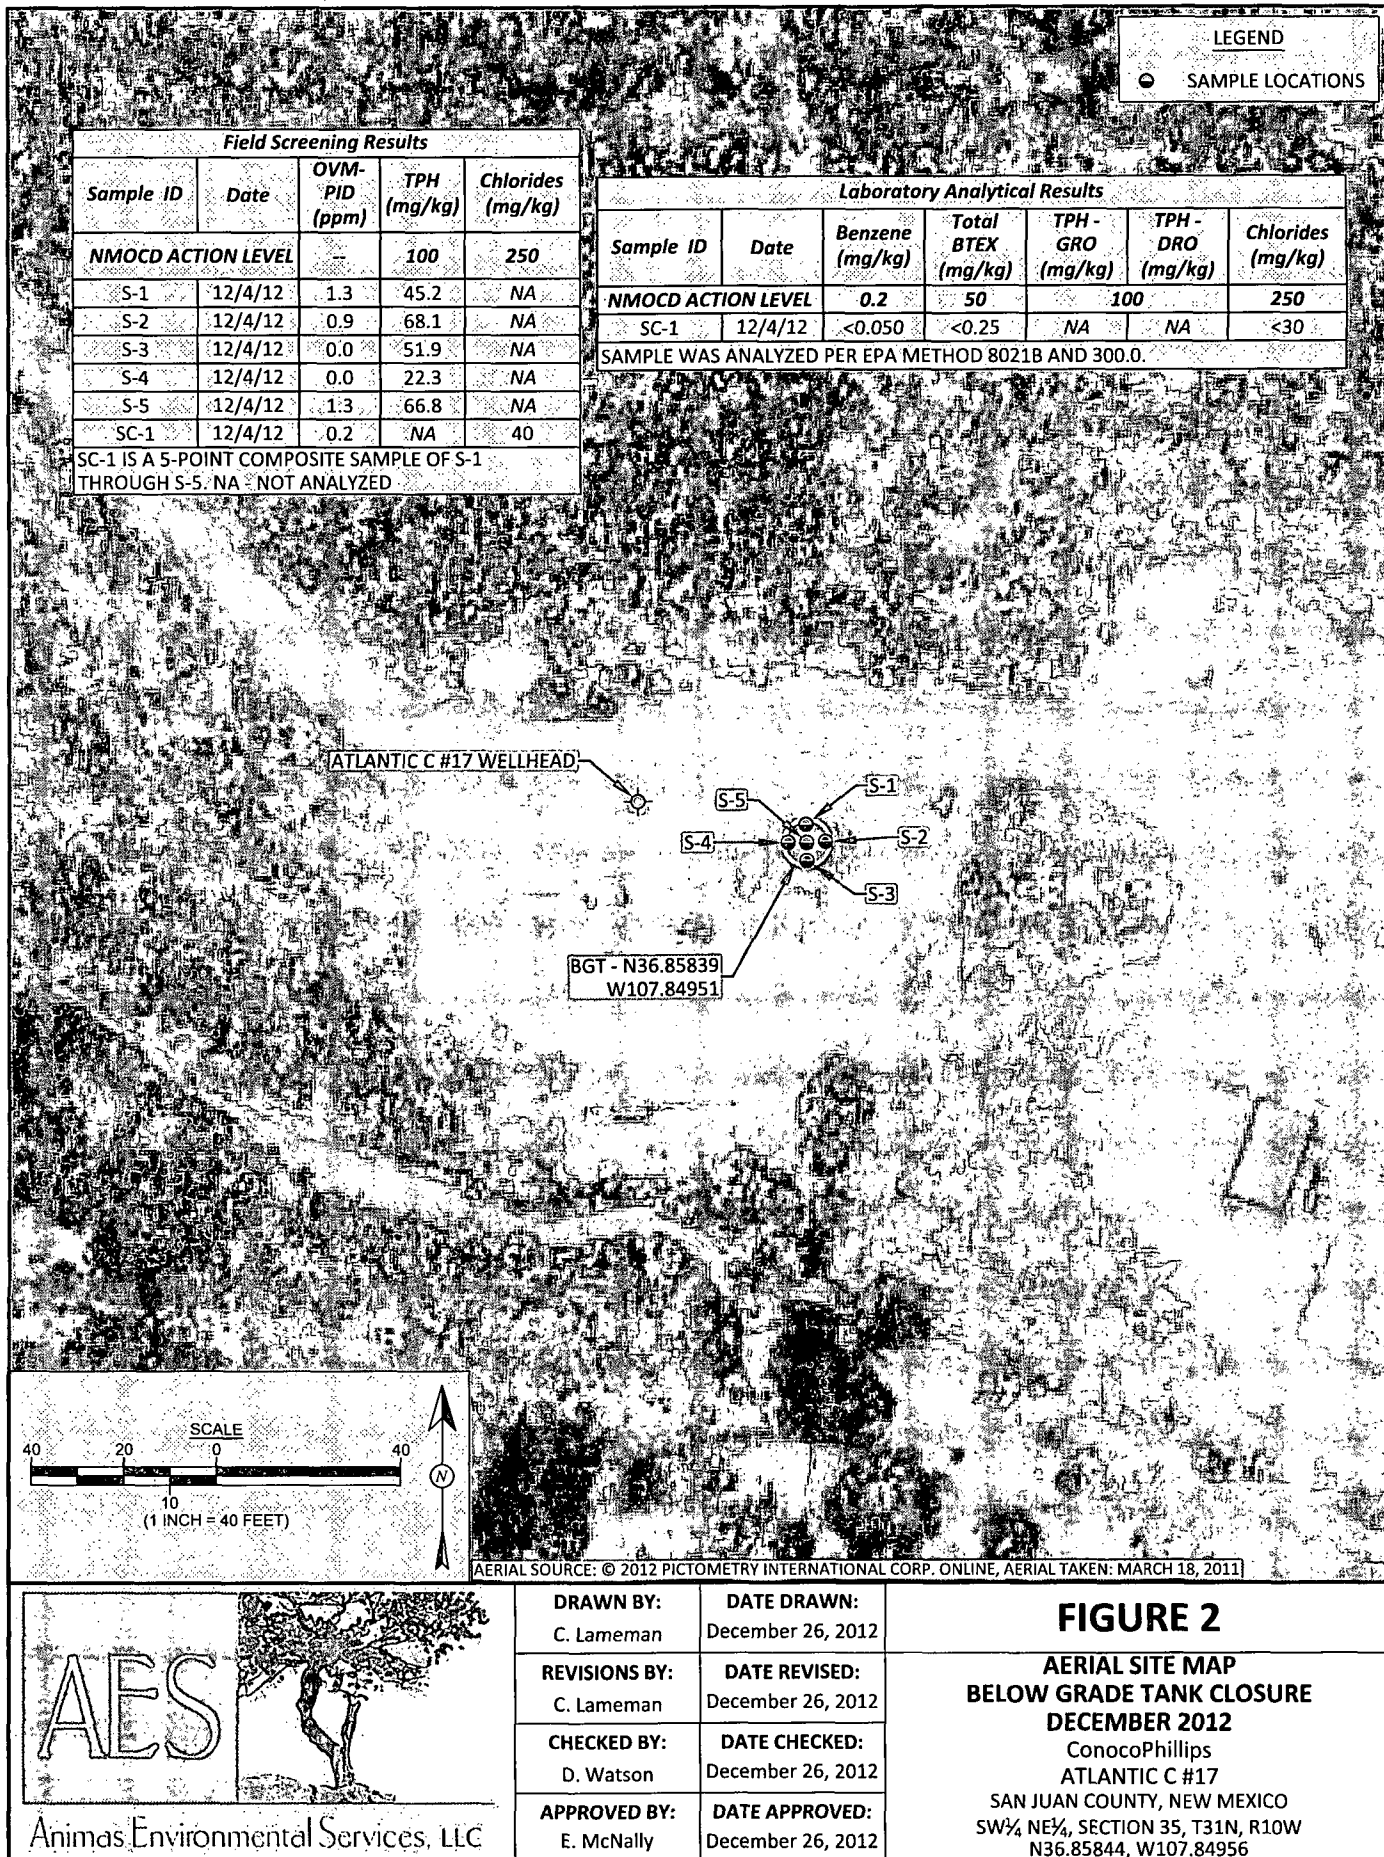 LEGEND
SAMPLE LOCATIONS
Field Screening Results
Sample ID Date OVM-PID (ppm) TPH (mg/kg) Chlorides (mg/kg)
NMOCD ACTION LEVEL -- 100 250
S-1 12/4/12 1.3 45.2 NA
S-2 12/4/12 0.9 68.1 NA
S-3 12/4/12 0.0 51.9 NA
S-4 12/4/12 0.0 22.3 NA
S-5 12/4/12 1.3 66.8 NA
SC-1 12/4/12 0.2 NA 40
SC-1 IS A 5-POINT COMPOSITE SAMPLE OF S-1
THROUGH S-5. NA - NOT ANALYZED
Laboratory Analytical Results
Sample ID Date Benzene (mg/kg) Total BTEX (mg/kg) TPH - GRO (mg/kg) TPH - DRO (mg/kg) Chlorides (mg/kg)
NMOCD ACTION LEVEL 0.2 50 100 250
SC-1 12/4/12 <0.050 <0.25 NA NA <30
SAMPLE WAS ANALYZED PER EPA METHOD 8021B AND 300.0.
ATLANTIC C #17 WELLHEAD
S-1
S-5
S-4
S-2
S-3
BGT - N36.85839
W107.84951
SCALE
40 20 0 40
10
(1 INCH = 40 FEET)
N
AERIAL SOURCE: © 2012 PICTOMETRY INTERNATIONAL CORP. ONLINE, AERIAL TAKEN: MARCH 18, 2011
AES
Animas Environmental Services, LLC
DRAWN BY:
C. Lameman
DATE DRAWN:
December 26, 2012
REVISIONS BY:
C. Lameman
DATE REVISED:
December 26, 2012
CHECKED BY:
D. Watson
DATE CHECKED:
December 26, 2012
APPROVED BY:
E. McNally
DATE APPROVED:
December 26, 2012
FIGURE 2
AERIAL SITE MAP
BELOW GRADE TANK CLOSURE
DECEMBER 2012
ConocoPhillips
ATLANTIC C #17
SAN JUAN COUNTY, NEW MEXICO
SW¼ NE¼, SECTION 35, T31N, R10W
N36.85844, W107.84956